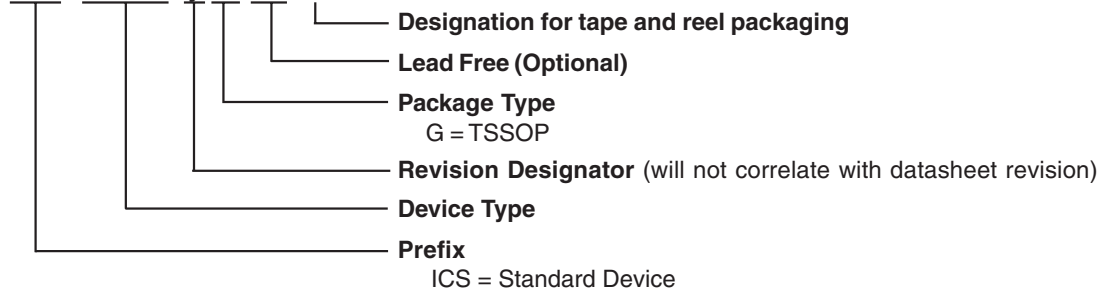 Designation for tape and reel packaging
Lead Free (Optional)
Package Type
G = TSSOP
Revision Designator (will not correlate with datasheet revision)
Device Type
Prefix
ICS = Standard Device